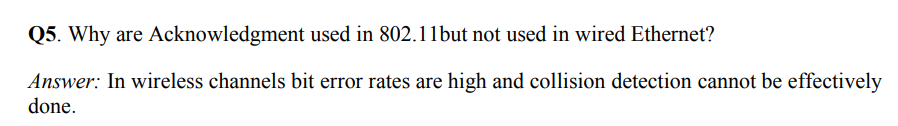 Q5. Why are Acknowledgment used in 802.11but not used in wired Ethernet?
Answer: In wireless channels bit error rates are high and collision detection cannot be effectively
done.